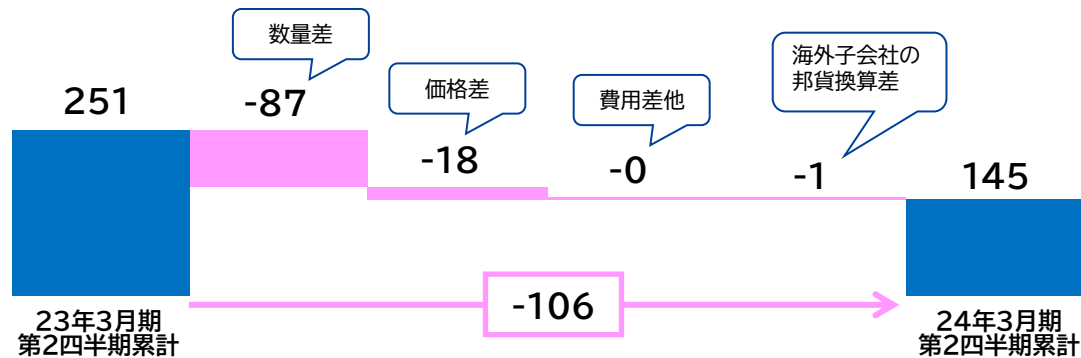 数量差
価格差
費用差他
海外子会社の
邦貨換算差
251
-87
-18
-0
-1
145
-106
23年3月期
第2四半期累計
24年3月期
第2四半期累計